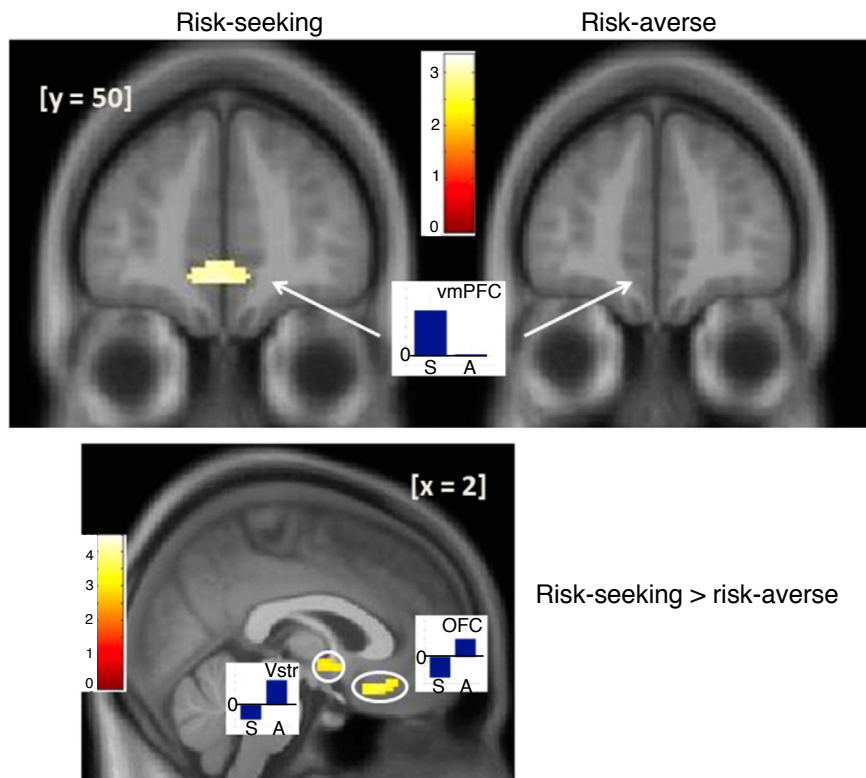 Risk-seeking
Risk-averse
[y = 50]
3
2
1
0
vmPFC
0
S A
[x = 2]
4
3
2
1
0
Risk-seeking > risk-averse
OFC
0
S A
Vstr
0
S A